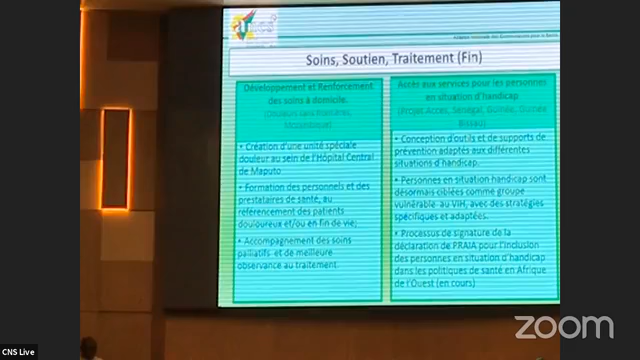 Soins, Soutien, Traitement (Fin)
Développement et Renforcement
des soins à domicile.
(Douleurs sans frontières,
Mozambique)
• Création d'une unité spéciale
douleur au sein de l'Hôpital Central
de Maputo
• Formation des personnels et des
prestataires de santé, au
référencement des patients
douloureux et/ou en fin de vie;
• Accompagnement des soins
palliatifs et de meilleure
observance au traitement.
Accès aux services pour les personnes
en situation d'handicap
(Projet Accès, Sénégal, Guinée, Guinée
Bissau)
• Conception d'outils et de supports de
prévention adaptés aux différentes
situations d'handicap.
• Personnes en situation handicap sont
désormais ciblées comme groupe
vulnérable au VIH, avec des stratégies
spécifiques et adaptées.
• Processus de signature de la
déclaration de PRAIA pour l'inclusion
des personnes en situation d'handicap
dans les politiques de santé en Afrique
de l'Ouest (en cours)
zoom
CNS Live